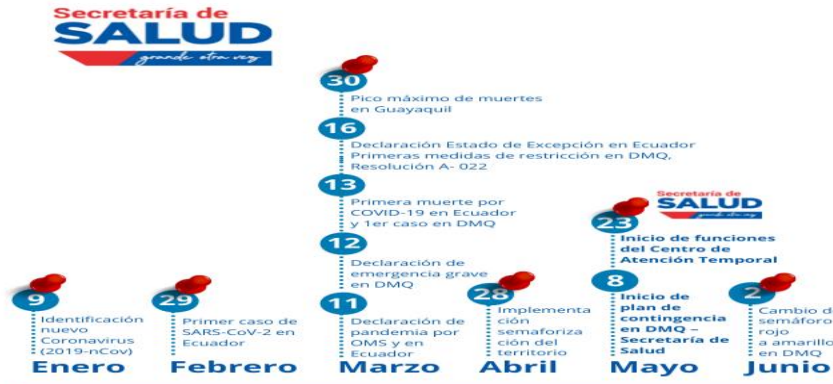 Secretaría de
SALUD
grande otra vez
30
Pico máximo de muertes
en Guayaquil
16
Declaración Estado de Excepción en Ecuador
Primeras medidas de restricción en DMQ,
Resolución A- 022
13
Primera muerte por
COVID-19 en Ecuador
y 1er caso en DMQ
12
Declaración de
emergencia grave
en DMQ
11
Declaración de
pandemia por
OMS y en
Ecuador
Secretaría de
SALUD
grande otra vez
23
Inicio de funciones
del Centro de
Atención Temporal
8
Inicio de
plan de
contingencia
en DMQ –
Secretaría de
Salud
9
Identificación
nuevo
Coronavirus
(2019-nCov)
29
Primer caso de
SARS-CoV-2 en
Ecuador
28
Implementa
ción
semaforiza
ción del
territorio
2
Cambio de
semáforo
rojo
a amarillo
en DMQ
Enero Febrero Marzo Abril Mayo Junio